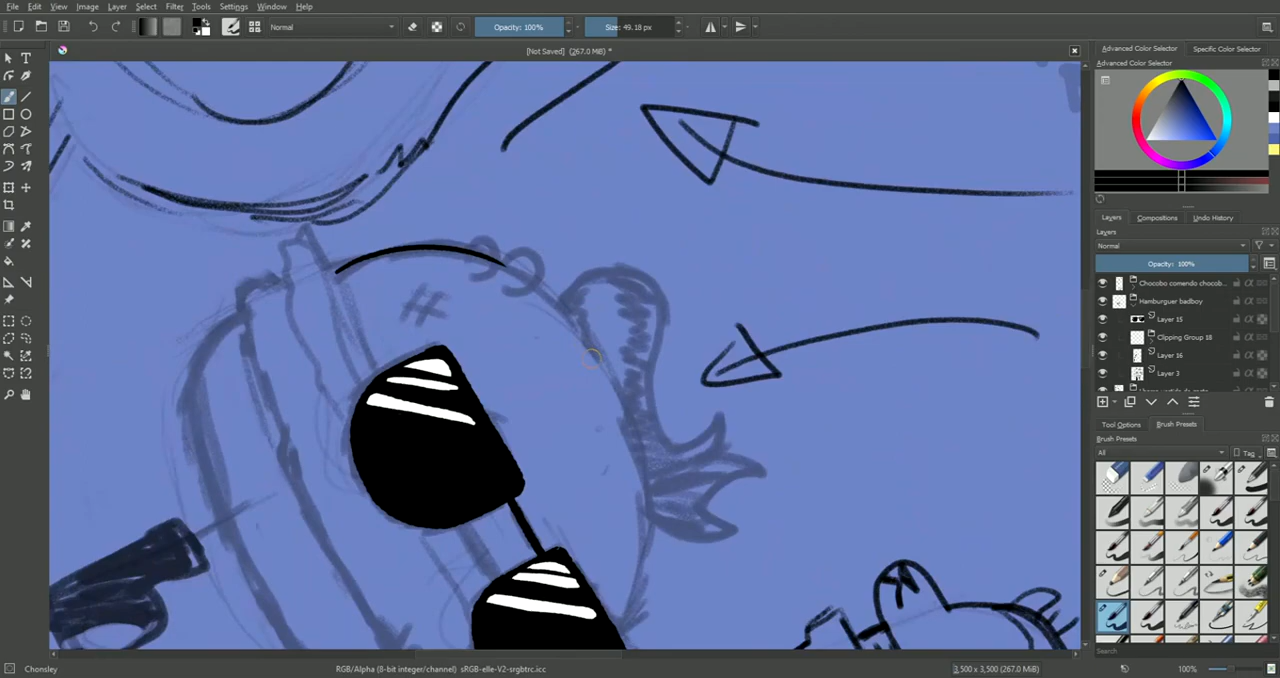 File Edit View Image Layer Select Filter Tools Settings Window Help
Normal Opacity: 100% Size: 49.18 px
[Not Saved] (267.0 MiB) *
Advanced Color Selector Specific Color Selector
Advanced Color Selector
Layers Compositions Undo History
Layers
Normal
Opacity: 100%
Chocobo comendo chocob...
Hamburguer badboy
Layer 15
Clipping Group 18
Layer 16
Layer 3
Tool Options Brush Presets
Brush Presets
All Tag
Search
Chonsley RGB/Alpha (8-bit integer/channel) sRGB-elle-V2-srgbtrc.icc 3,500 x 3,500 (267.0 MiB) 100%